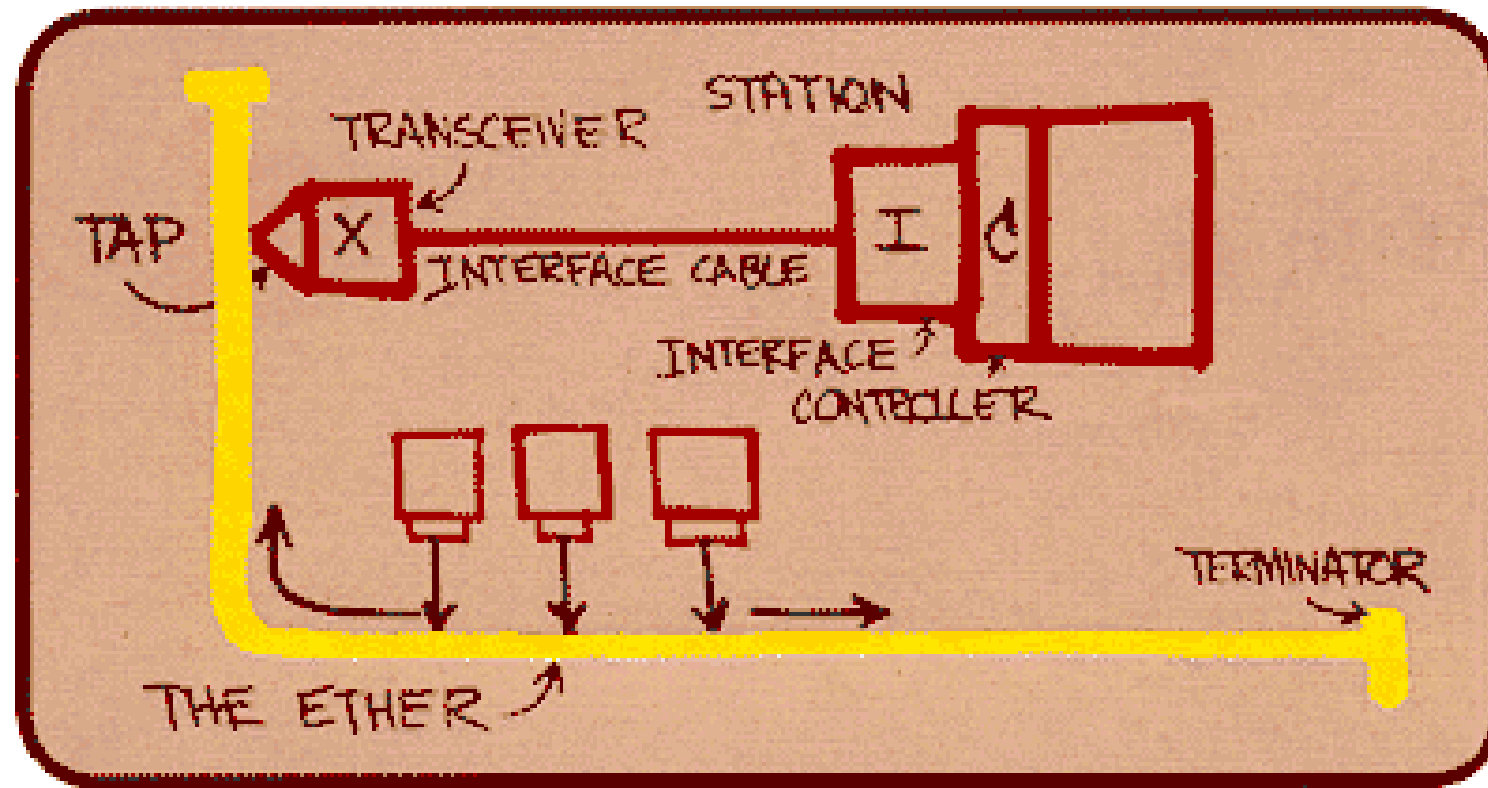 STATION
TRANSCEIVER
TAP
X
I
C
INTERFACE CABLE
INTERFACE
CONTROLLER
TERMINATOR
THE ETHER